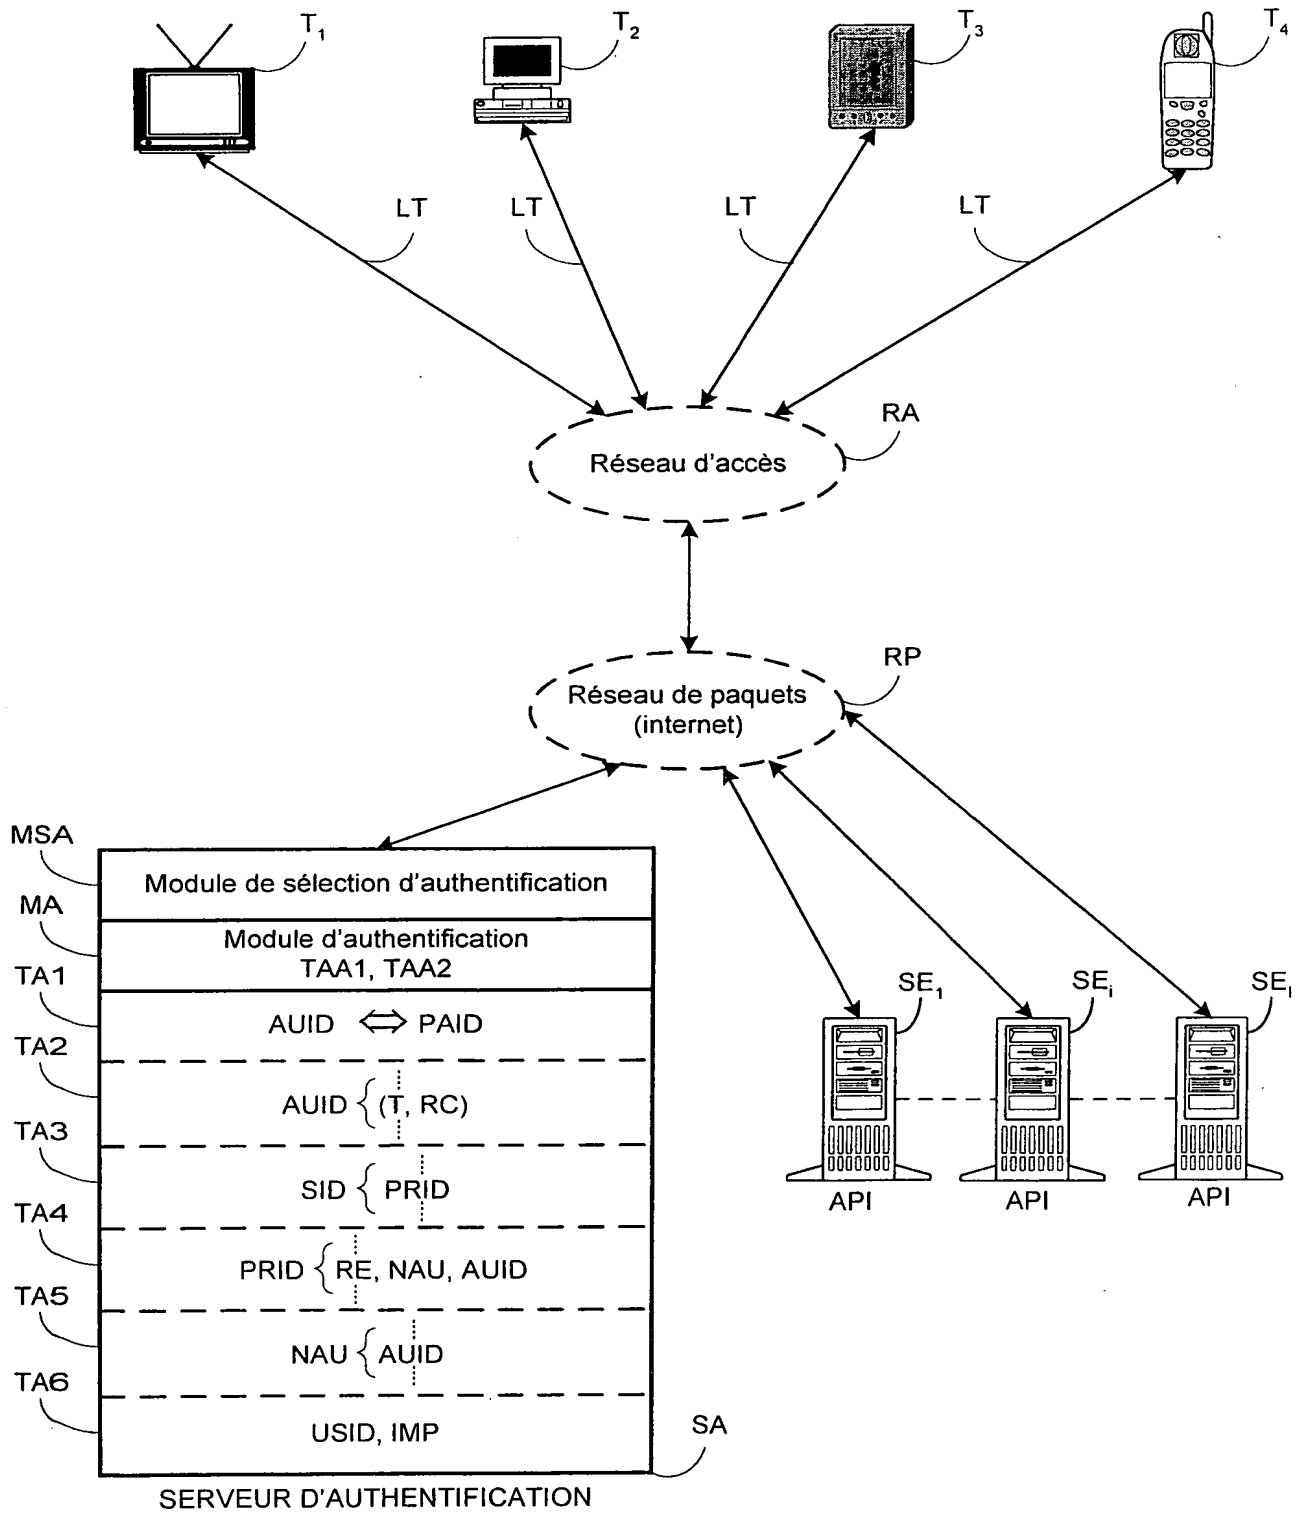 T1
T2
T3
T4
LT
LT
LT
LT
RA
Réseau d'accès
RP
Réseau de paquets
(internet)
MSA
Module de sélection d'authentification
MA
Module d'authentification
TAA1, TAA2
TA1
AUID ⇔ PAID
TA2
AUID { (T, RC)
TA3
SID { PRID
TA4
PRID { RE, NAU, AUID
TA5
NAU { AUID
TA6
USID, IMP
SA
SERVEUR D'AUTHENTIFICATION
SE1
SEi
SEI
API
API
API